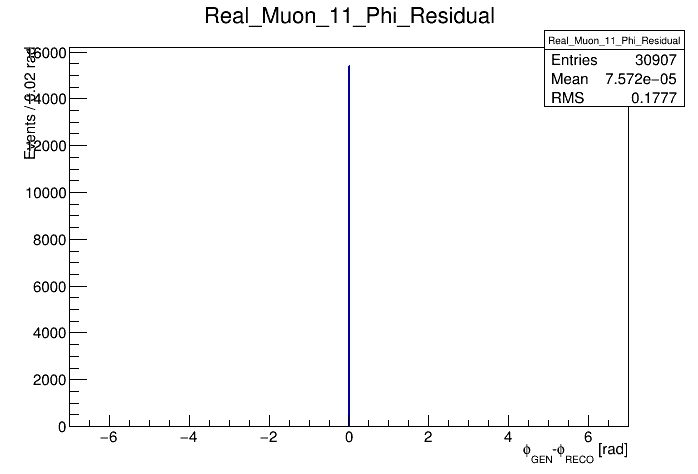 Real_Muon_11_Phi_Residual
Real_Muon_11_Phi_Residual
Entries 30907
Mean 7.572e−05
RMS 0.1777
Events / 0.02 rad
16000
14000
12000
10000
8000
6000
4000
2000
0
−6 −4 −2 0 2 4 6
ϕGEN-ϕRECO [rad]